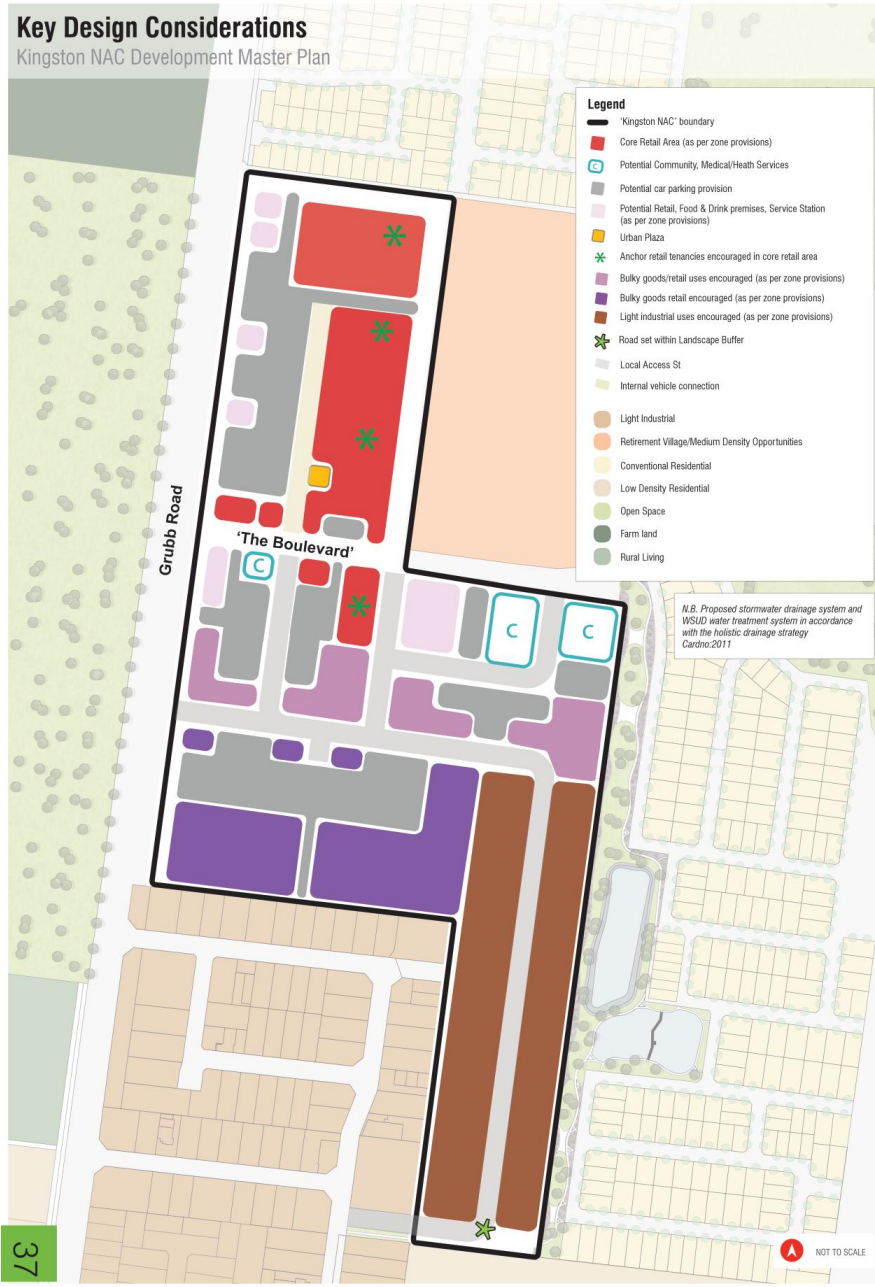 Key Design Considerations
Kingston NAC Development Master Plan
Legend
'Kingston NAC' boundary
Core Retail Area (as per zone provisions)
C
Potential Community, Medical/Heath Services
Potential car parking provision
Potential Retail, Food & Drink premises, Service Station
(as per zone provisions)
Urban Plaza
Anchor retail tenancies encouraged in core retail area
Bulky goods/retail uses encouraged (as per zone provisions)
Bulky goods retail encouraged (as per zone provisions)
Light industrial uses encouraged (as per zone provisions)
Road set within Landscape Buffer
Local Access St
Internal vehicle connection
Light Industrial
Retirement Village/Medium Density Opportunities
Conventional Residential
Low Density Residential
Open Space
Farm land
Rural Living
N.B. Proposed stormwater drainage system and
WSUD water treatment system in accordance
with the holistic drainage strategy
Cardno:2011
Grubb Road
'The Boulevard'
C
C
C
37
NOT TO SCALE